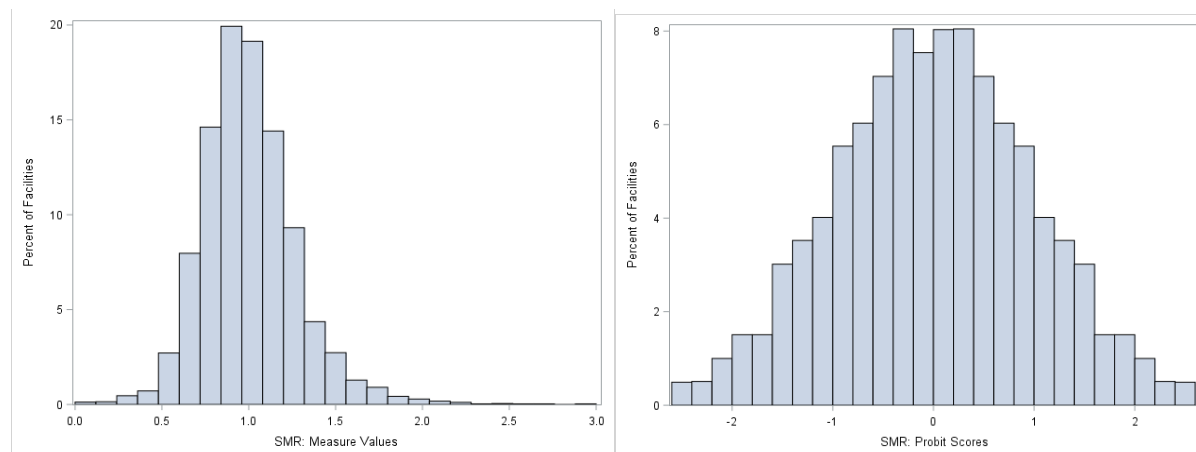 20
15
10
5
0
Percent of Facilities
0.0 0.5 1.0 1.5 2.0 2.5 3.0
SMR: Measure Values
8
6
4
2
0
Percent of Facilities
-2 -1 0 1 2
SMR: Probit Scores